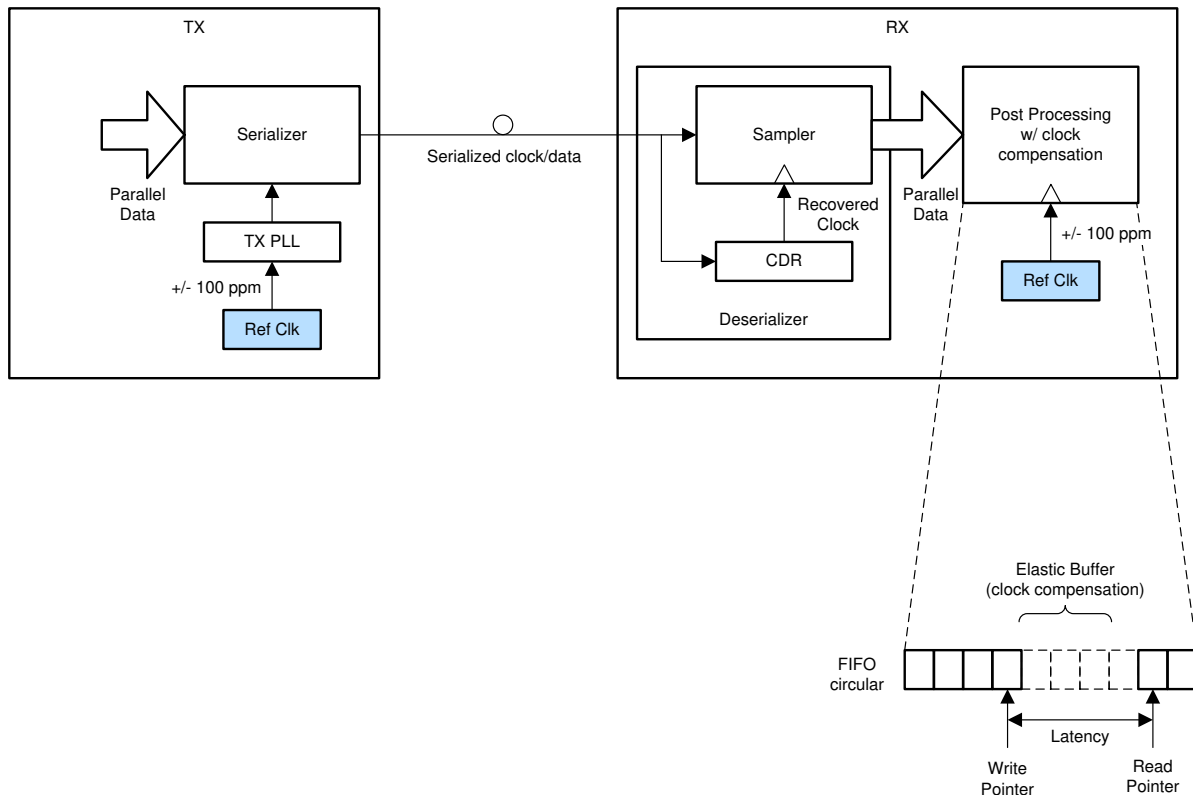 TX
Serializer
Parallel
Data
TX PLL
+/- 100 ppm
Ref Clk
Serialized clock/data
RX
Sampler
Recovered
Clock
CDR
Deserializer
Parallel
Data
Post Processing
w/ clock
compensation
+/- 100 ppm
Ref Clk
Elastic Buffer
(clock compensation)
FIFO
circular
Latency
Write
Pointer
Read
Pointer